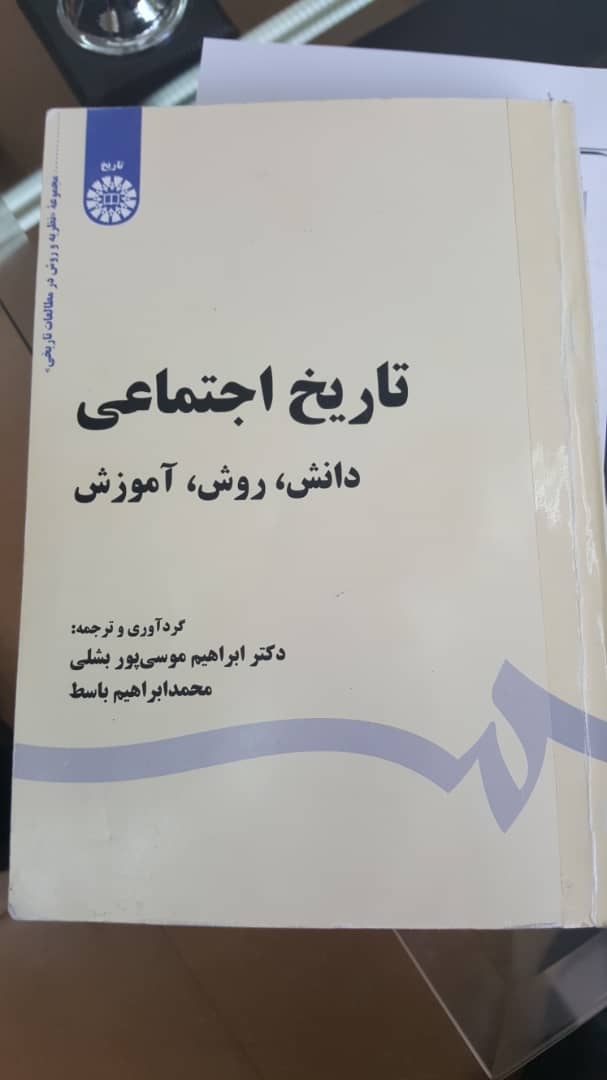 تاریخ
مجموعهٔ «نظریه و روش در مطالعات تاریخی»
تاریخ اجتماعی
دانش، روش، آموزش
گردآوری و ترجمه:
دکتر ابراهیم موسی‌پور بشلی
محمدابراهیم باسط